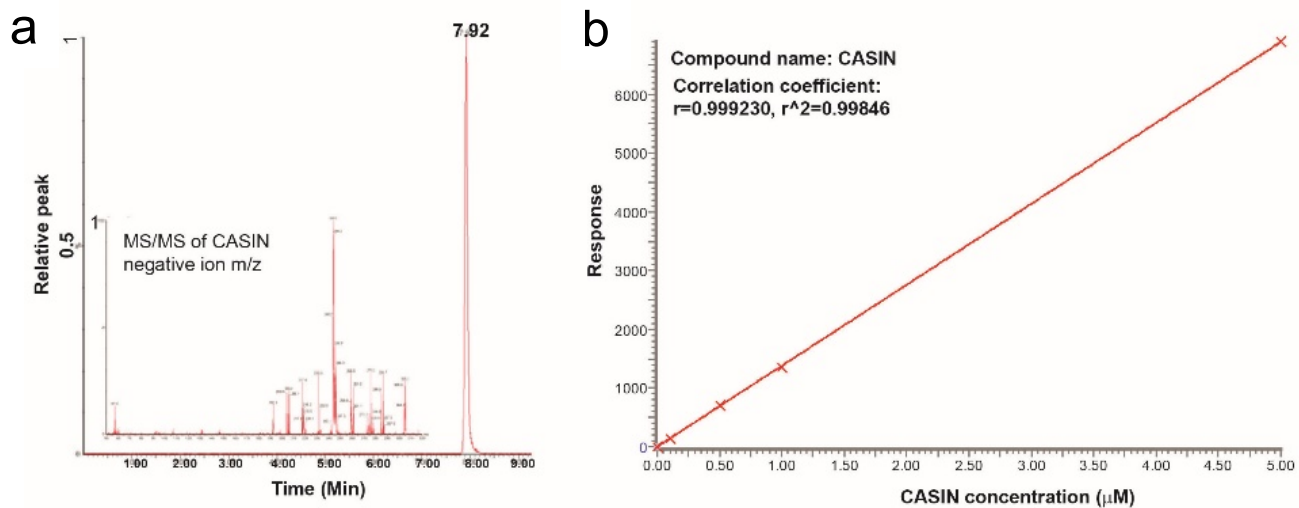 a
7.92
1
Relative peak
0.5
1
MS/MS of CASIN
negative ion m/z
1.00 2.00 3.00 4.00 5.00 6.00 7.00 8.00 9.00
Time (Min)
b
Compound name: CASIN
Correlation coefficient:
r=0.999230, r^2=0.99846
Response
6000
5000
4000
3000
2000
1000
0
0.00 0.50 1.00 1.50 2.00 2.50 3.00 3.50 4.00 4.50 5.00
CASIN concentration (μM)